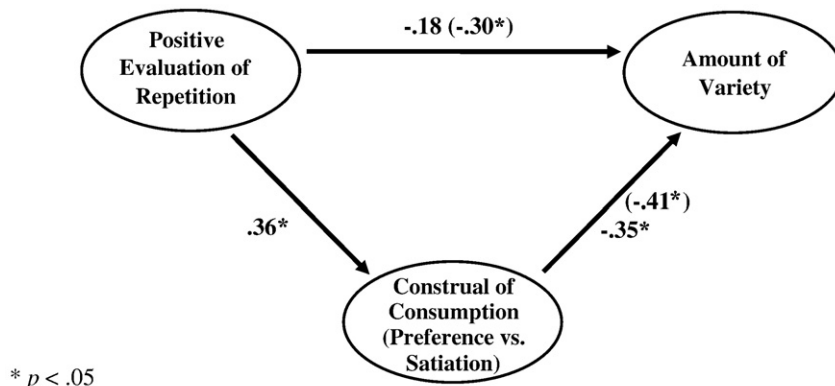 Positive
Evaluation of
Repetition
-.18 (-.30*)
Amount of
Variety
.36*
(-.41*)
-.35*
Construal of
Consumption
(Preference vs.
Satiation)
* p < .05